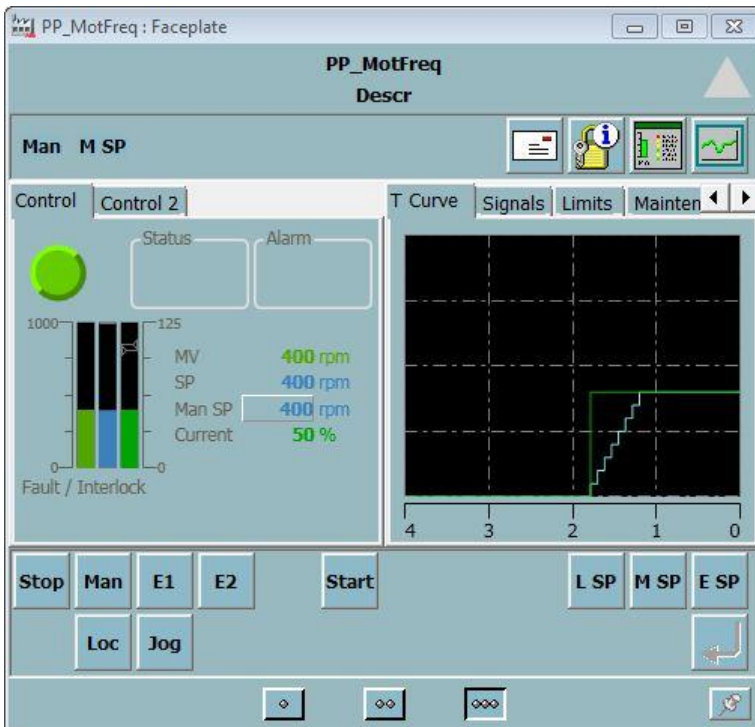 PP_MotFreq : Faceplate
PP_MotFreq
Descr
Man M SP
Control Control 2
T Curve Signals Limits Mainten
Status Alarm
1000 125
MV 400 rpm
SP 400 rpm
Man SP 400 rpm
Current 50 %
0 0
Fault / Interlock
4 3 2 1 0
Stop Man E1 E2 Start L SP M SP E SP
Loc Jog